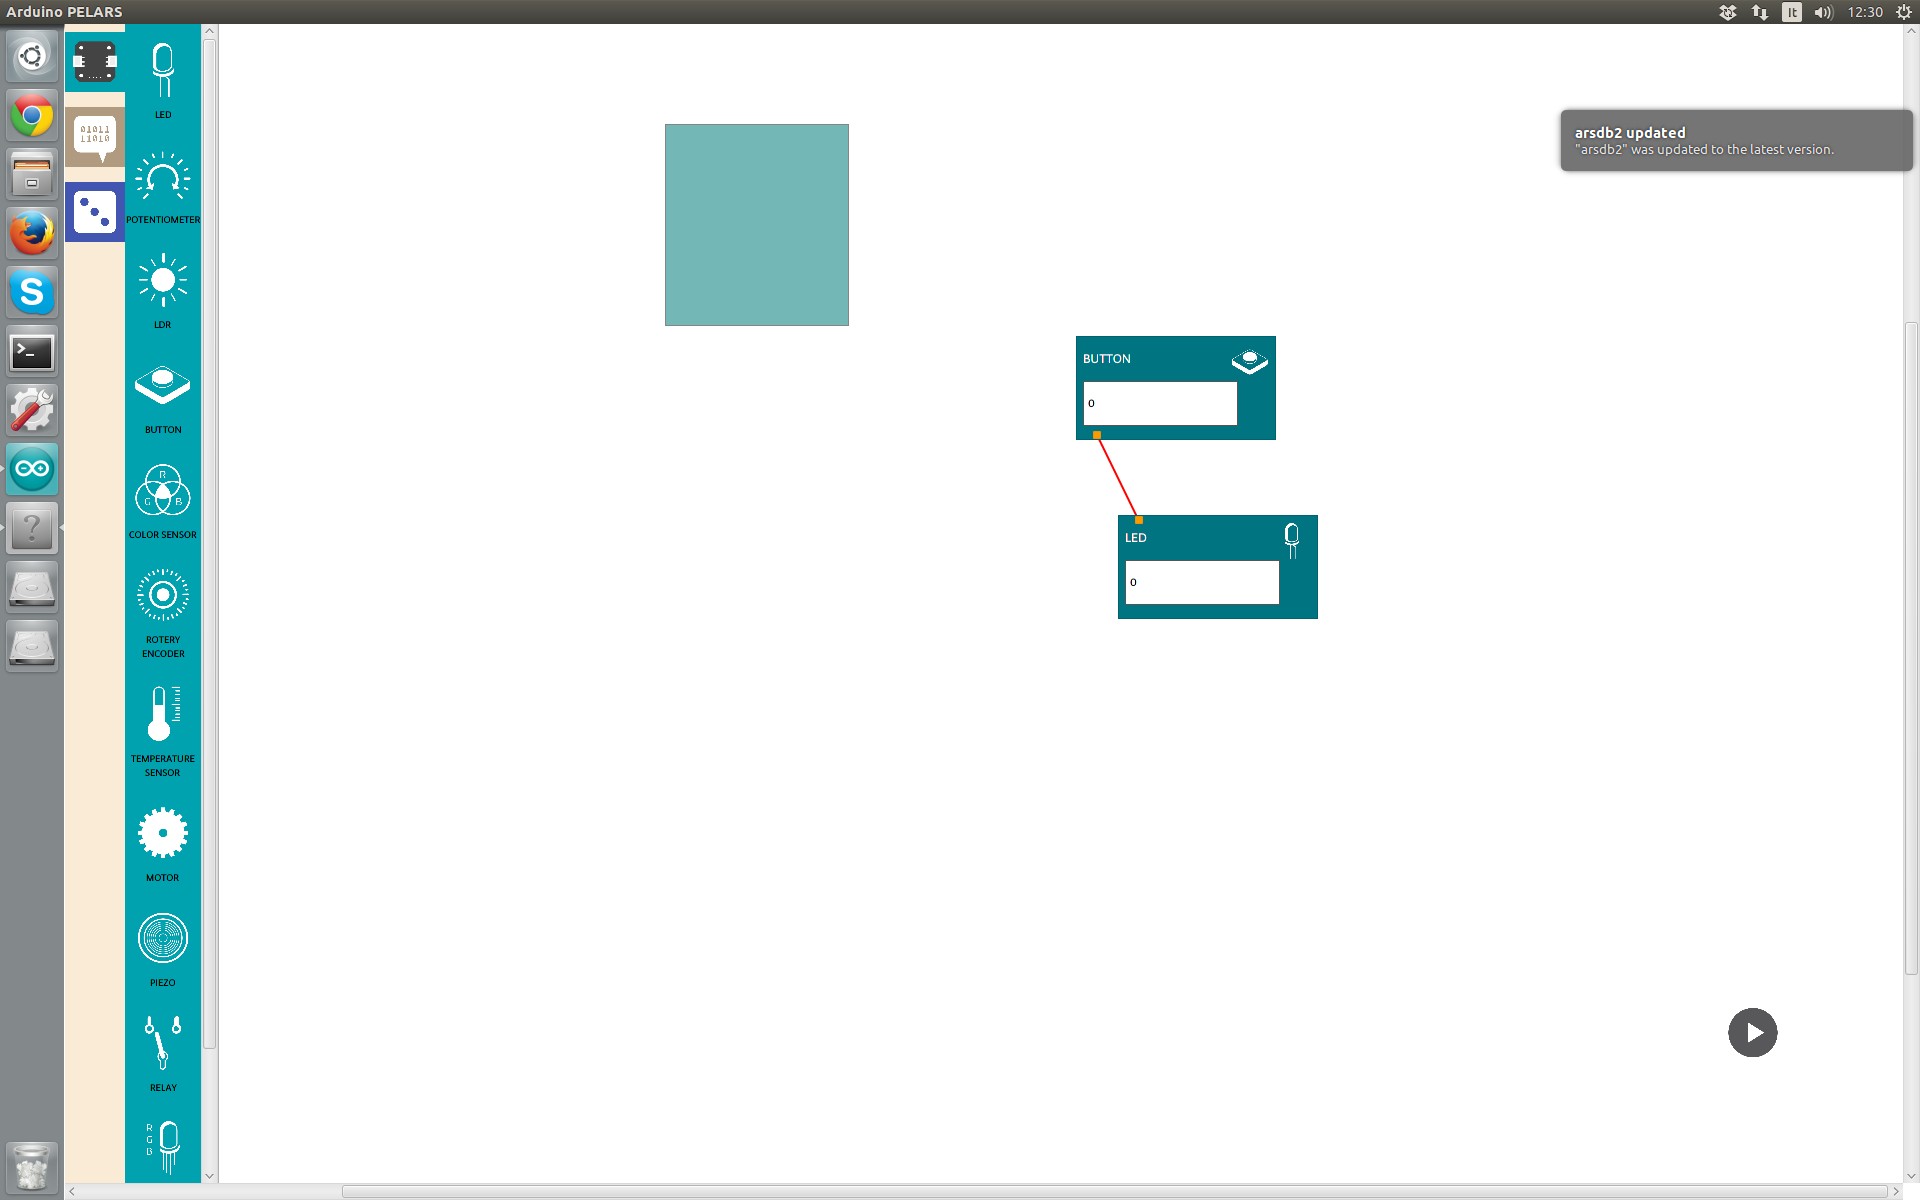 Arduino PELARS
It
12:30
01011
11010
LED
POTENTIOMETER
LDR
BUTTON
R
G B
COLOR SENSOR
ROTERY
ENCODER
TEMPERATURE
SENSOR
MOTOR
PIEZO
RELAY
R
G
B
S
>_
?
arsdb2 updated
"arsdb2" was updated to the latest version.
BUTTON
0
LED
0